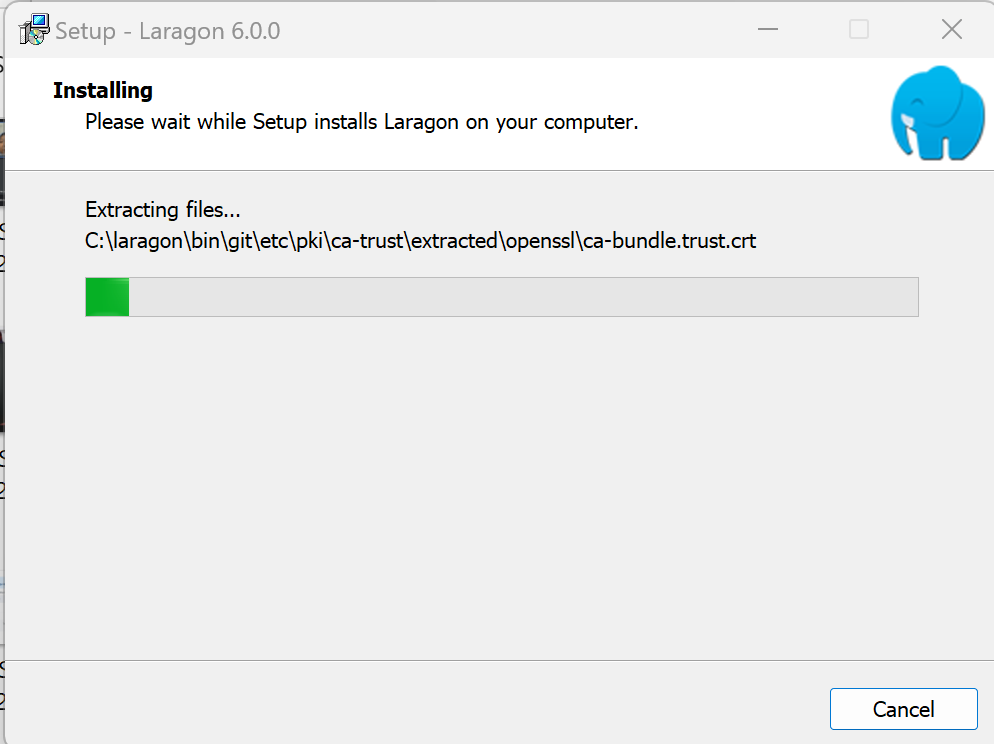 Setup - Laragon 6.0.0
Installing
Please wait while Setup installs Laragon on your computer.
Extracting files...
C:\laragon\bin\git\etc\pki\ca-trust\extracted\openssl\ca-bundle.trust.crt
Cancel